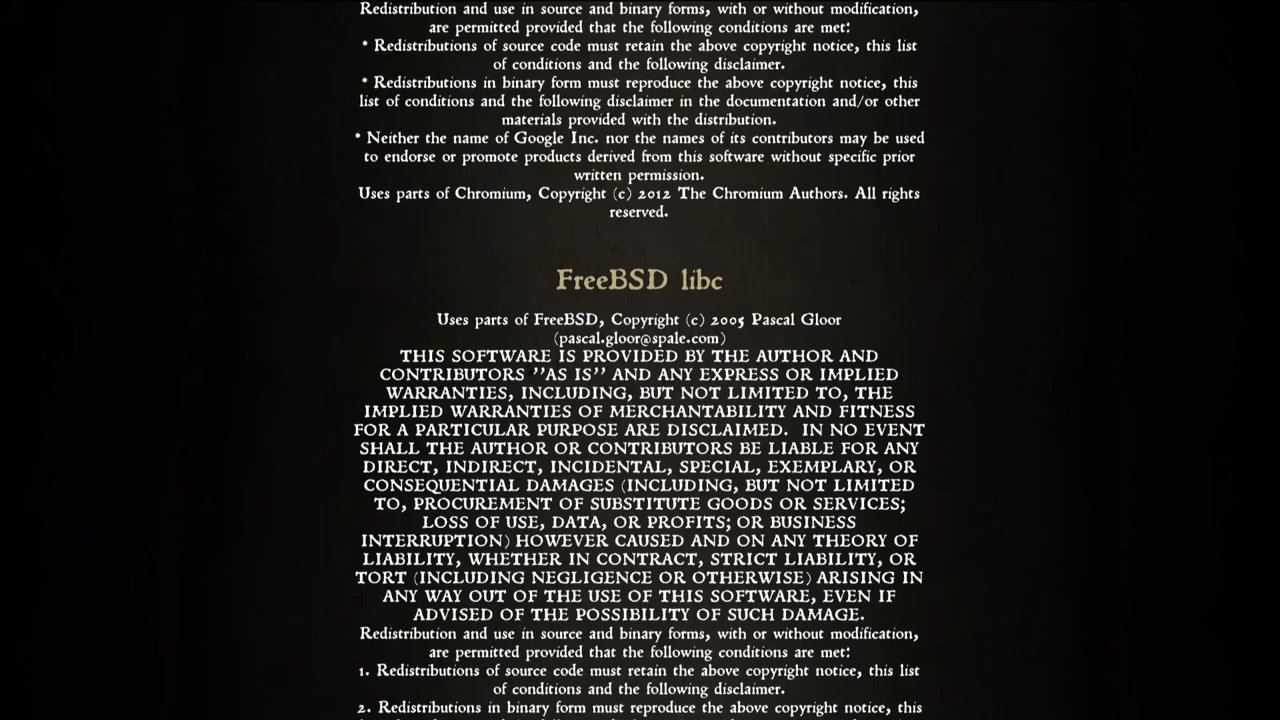 Redistribution and use in source and binary forms, with or without modification,
are permitted provided that the following conditions are met:
* Redistributions of source code must retain the above copyright notice, this list
of conditions and the following disclaimer.
* Redistributions in binary form must reproduce the above copyright notice, this
list of conditions and the following disclaimer in the documentation and/or other
materials provided with the distribution.
* Neither the name of Google Inc. nor the names of its contributors may be used
to endorse or promote products derived from this software without specific prior
written permission.
Uses parts of Chromium, Copyright (c) 2012 The Chromium Authors. All rights
reserved.
FreeBSD libc
Uses parts of FreeBSD, Copyright (c) 2005 Pascal Gloor
(pascal.gloor@spale.com)
THIS SOFTWARE IS PROVIDED BY THE AUTHOR AND
CONTRIBUTORS ''AS IS'' AND ANY EXPRESS OR IMPLIED
WARRANTIES, INCLUDING, BUT NOT LIMITED TO, THE
IMPLIED WARRANTIES OF MERCHANTABILITY AND FITNESS
FOR A PARTICULAR PURPOSE ARE DISCLAIMED.  IN NO EVENT
SHALL THE AUTHOR OR CONTRIBUTORS BE LIABLE FOR ANY
DIRECT, INDIRECT, INCIDENTAL, SPECIAL, EXEMPLARY, OR
CONSEQUENTIAL DAMAGES (INCLUDING, BUT NOT LIMITED
TO, PROCUREMENT OF SUBSTITUTE GOODS OR SERVICES;
LOSS OF USE, DATA, OR PROFITS; OR BUSINESS
INTERRUPTION) HOWEVER CAUSED AND ON ANY THEORY OF
LIABILITY, WHETHER IN CONTRACT, STRICT LIABILITY, OR
TORT (INCLUDING NEGLIGENCE OR OTHERWISE) ARISING IN
ANY WAY OUT OF THE USE OF THIS SOFTWARE, EVEN IF
ADVISED OF THE POSSIBILITY OF SUCH DAMAGE.
Redistribution and use in source and binary forms, with or without modification,
are permitted provided that the following conditions are met:
1. Redistributions of source code must retain the above copyright notice, this list
of conditions and the following disclaimer.
2. Redistributions in binary form must reproduce the above copyright notice, this